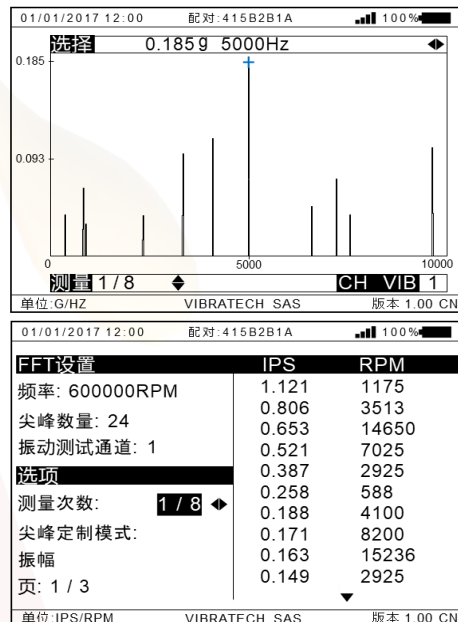 01/01/2017 12:00 配对:415B2B1A 100%
选择 0.185g 5000Hz
0.185
0.093
0 5000 10000
测量 1/8 CH VIB 1
单位:G/HZ VIBRATECH SAS 版本 1.00 CN
01/01/2017 12:00 配对:415B2B1A 100%
FFT设置 IPS RPM
频率: 600000RPM
尖峰数量: 24
振动测试通道: 1
选项
测量次数: 1 / 8
尖峰定制模式:
振幅
页: 1 / 3
1.121 1175
0.806 3513
0.653 14650
0.521 7025
0.387 2925
0.258 588
0.188 4100
0.171 8200
0.163 15236
0.149 2925
单位:IPS/RPM VIBRATECH SAS 版本 1.00 CN